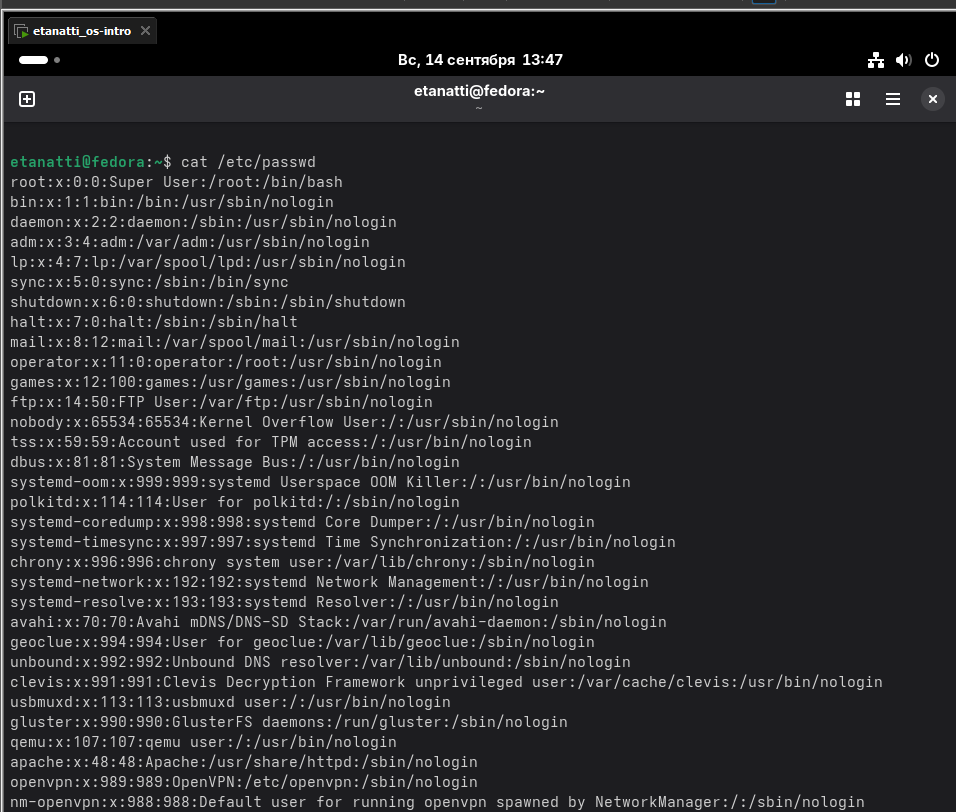 etanatti_os-intro
Вс, 14 сентября 13:47
etanatti@fedora:~
~
etanatti@fedora:~$ cat /etc/passwd
root:x:0:0:Super User:/root:/bin/bash
bin:x:1:1:bin:/bin:/usr/sbin/nologin
daemon:x:2:2:daemon:/sbin:/usr/sbin/nologin
adm:x:3:4:adm:/var/adm:/usr/sbin/nologin
lp:x:4:7:lp:/var/spool/lpd:/usr/sbin/nologin
sync:x:5:0:sync:/sbin:/bin/sync
shutdown:x:6:0:shutdown:/sbin:/sbin/shutdown
halt:x:7:0:halt:/sbin:/sbin/halt
mail:x:8:12:mail:/var/spool/mail:/usr/sbin/nologin
operator:x:11:0:operator:/root:/usr/sbin/nologin
games:x:12:100:games:/usr/games:/usr/sbin/nologin
ftp:x:14:50:FTP User:/var/ftp:/usr/sbin/nologin
nobody:x:65534:65534:Kernel Overflow User:/:/usr/sbin/nologin
tss:x:59:59:Account used for TPM access:/:/usr/bin/nologin
dbus:x:81:81:System Message Bus:/:/usr/bin/nologin
systemd-oom:x:999:999:systemd Userspace OOM Killer:/:/usr/bin/nologin
polkitd:x:114:114:User for polkitd:/:/sbin/nologin
systemd-coredump:x:998:998:systemd Core Dumper:/:/usr/bin/nologin
systemd-timesync:x:997:997:systemd Time Synchronization:/:/usr/bin/nologin
chrony:x:996:996:chrony system user:/var/lib/chrony:/sbin/nologin
systemd-network:x:192:192:systemd Network Management:/:/usr/bin/nologin
systemd-resolve:x:193:193:systemd Resolver:/:/usr/bin/nologin
avahi:x:70:70:Avahi mDNS/DNS-SD Stack:/var/run/avahi-daemon:/sbin/nologin
geoclue:x:994:994:User for geoclue:/var/lib/geoclue:/sbin/nologin
unbound:x:992:992:Unbound DNS resolver:/var/lib/unbound:/sbin/nologin
clevis:x:991:991:Clevis Decryption Framework unprivileged user:/var/cache/clevis:/usr/bin/nologin
usbmuxd:x:113:113:usbmuxd user:/:/usr/bin/nologin
gluster:x:990:990:GlusterFS daemons:/run/gluster:/sbin/nologin
qemu:x:107:107:qemu user:/:/usr/bin/nologin
apache:x:48:48:Apache:/usr/share/httpd:/sbin/nologin
openvpn:x:989:989:OpenVPN:/etc/openvpn:/sbin/nologin
nm-openvpn:x:988:988:Default user for running openvpn spawned by NetworkManager:/:/sbin/nologin